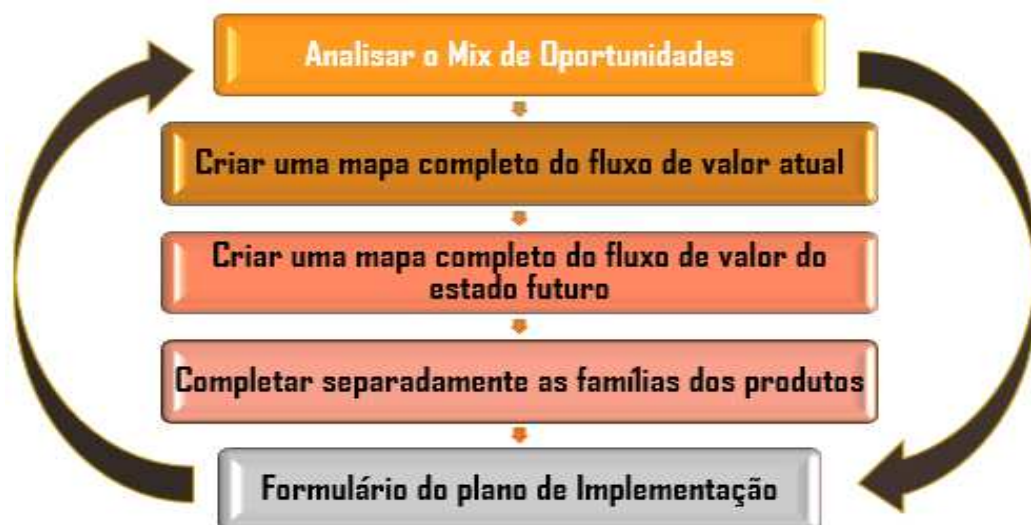 Analisar o Mix de Oportunidades
Criar uma mapa completo do fluxo de valor atual
Criar uma mapa completo do fluxo de valor do
estado futuro
Completar separadamente as famílias dos produtos
Formulário do plano de Implementação